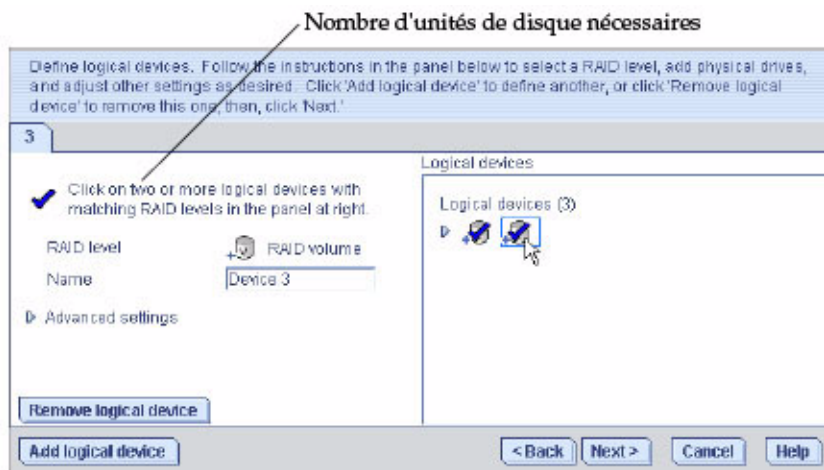 Nombre d'unités de disque nécessaires
Define logical devices. Follow the instructions in the panel below to select a RAID level, add physical drives,
and adjust other settings as desired. Click 'Add logical device' to define another, or click 'Remove logical
device' to remove this one; then, click 'Next.'
3
Click on two or more logical devices with
matching RAID levels in the panel at right.
RAID level
RAID volume
Name
Device 3
Advanced settings
Logical devices
Logical devices (3)
Remove logical device
Add logical device
< Back
Next >
Cancel
Help